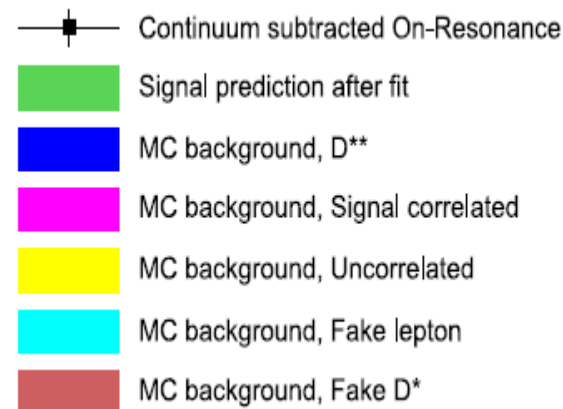 Continuum subtracted On-Resonance
Signal prediction after fit
MC background, D**
MC background, Signal correlated
MC background, Uncorrelated
MC background, Fake lepton
MC background, Fake D*